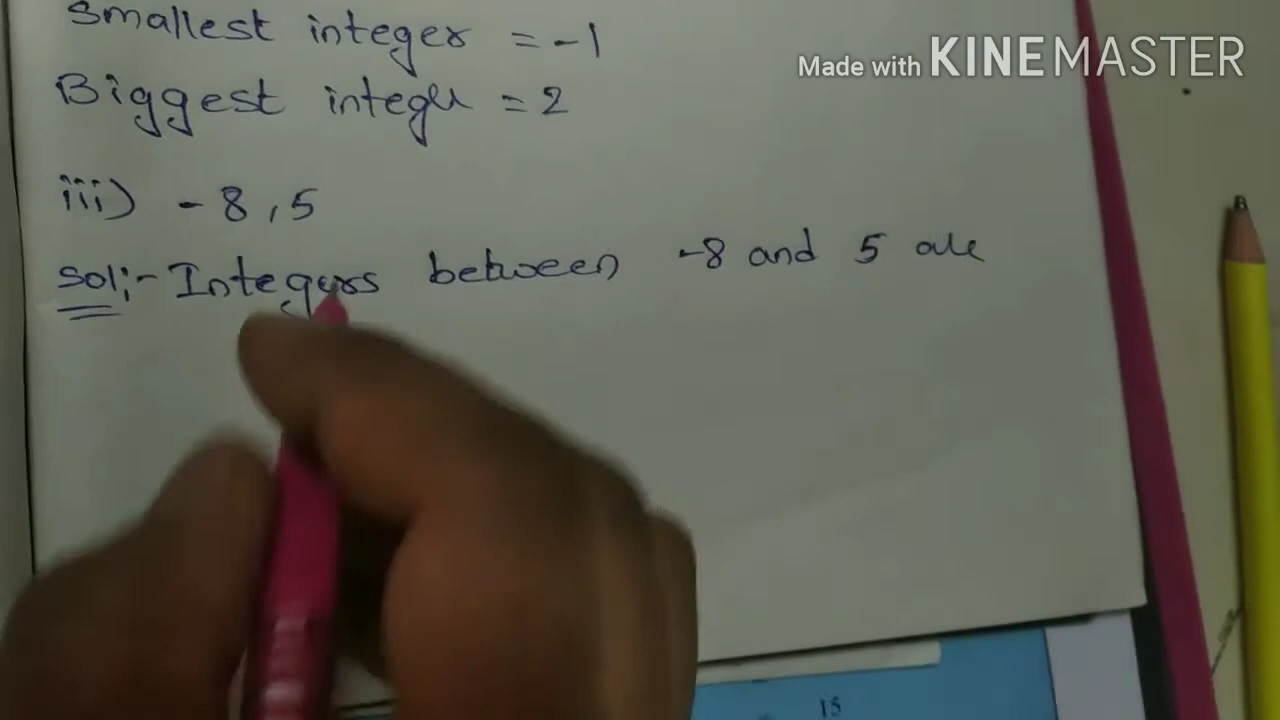 Smallest integer = -1
Made with KINEMASTER
Biggest integer = 2
iii) -8, 5
Sol:- Integers between -8 and 5 are
15